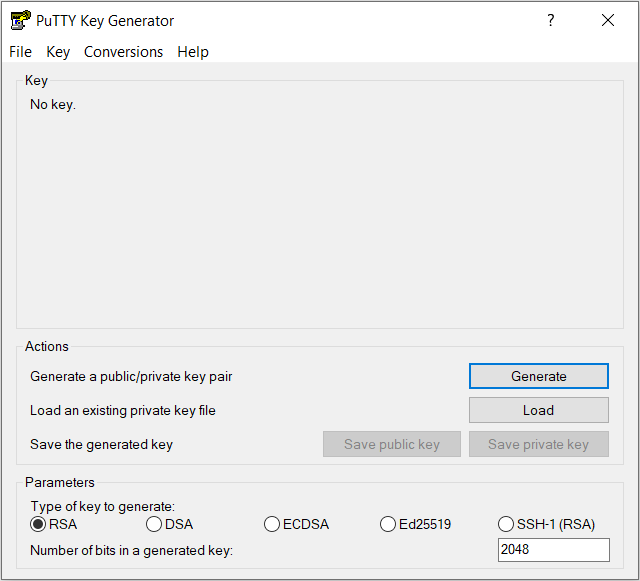 PuTTY Key Generator ?
File Key Conversions Help
Key
No key.
Actions
Generate a public/private key pair Generate
Load an existing private key file Load
Save the generated key Save public key Save private key
Parameters
Type of key to generate:
RSA DSA ECDSA Ed25519 SSH-1 (RSA)
Number of bits in a generated key: 2048